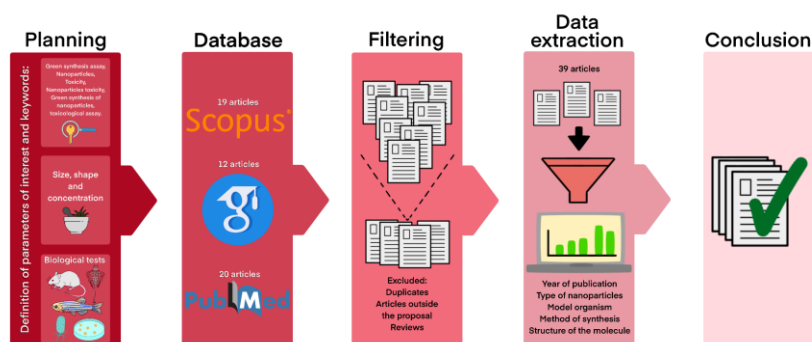 Planning
Definition of parameters of interest and keywords:
Green synthesis assay,
Nanoparticles,
Toxicity,
Nanoparticles toxicity,
Green synthesis of
nanoparticles,
toxicological assay.
Size, shape
and
concentration
Biological tests
Database
19 articles
Scopus
12 articles
g
20 articles
PubMed
Filtering
Excluded:
Duplicates
Articles outside
the proposal
Reviews
Data
extraction
39 articles
Year of publication
Type of nanoparticles
Model organism
Method of synthesis
Structure of the molecule
Conclusion